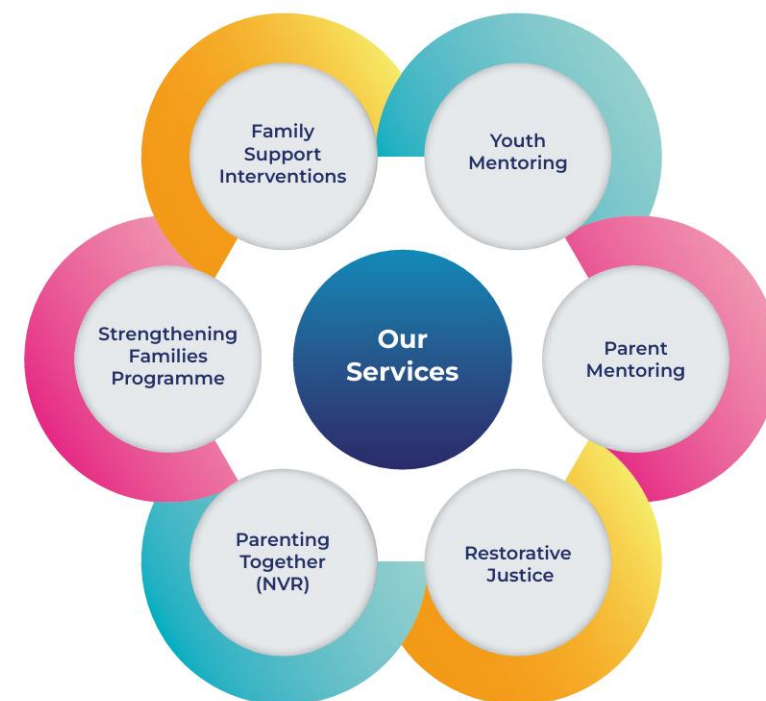 Family
Support
Interventions
Youth
Mentoring
Strengthening
Families
Programme
Our
Services
Parent
Mentoring
Parenting
Together
(NVR)
Restorative
Justice